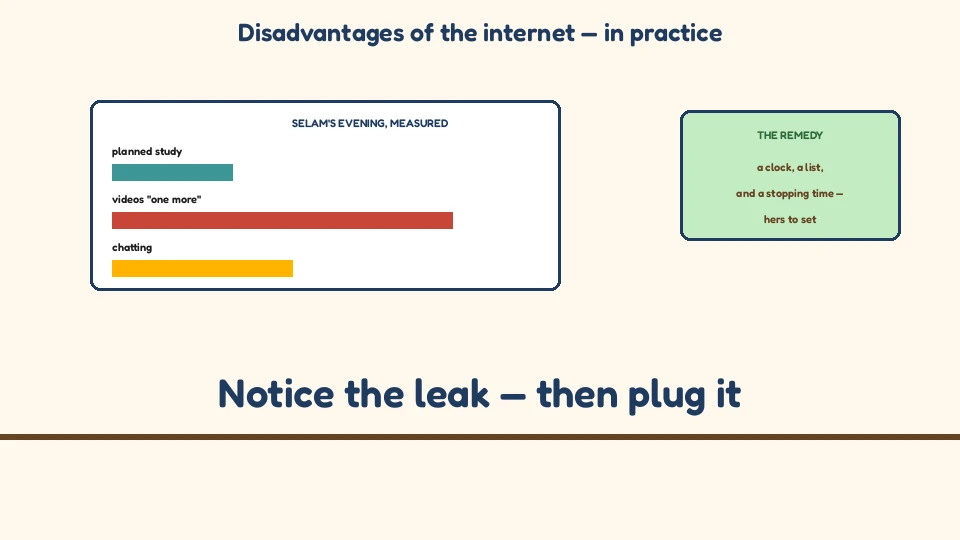 Disadvantages of the internet — in practice
SELAM'S EVENING, MEASURED
planned study
videos "one more"
chatting
THE REMEDY
a clock, a list,
and a stopping time —
hers to set
Notice the leak — then plug it